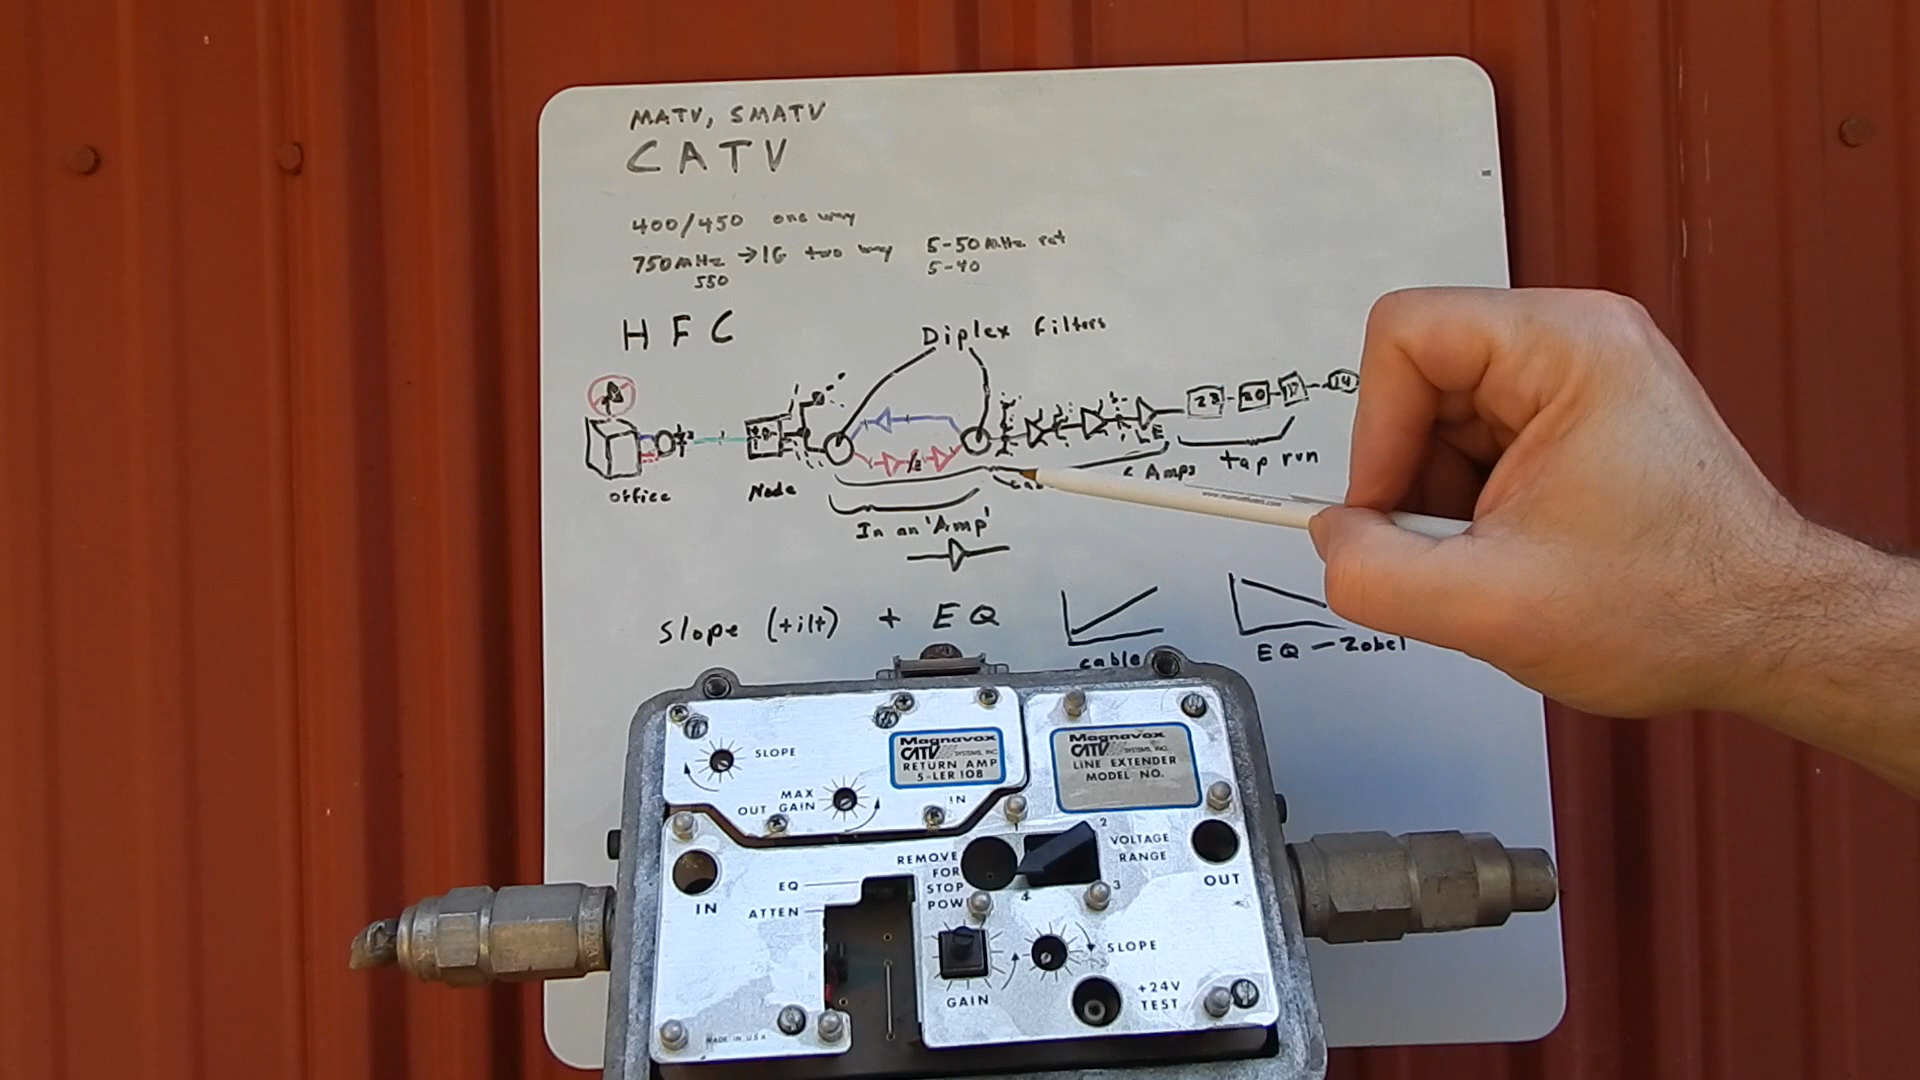 MATV, SMATV
CATV
400/450 one way
750MHz → 1G two way 5-50MHz ret
550
5-40
HFC
Diplex Filters
23 20 17 14
LE
Office
Node
Amps
tap run
In an 'Amp'
Slope (tilt) + EQ
cable
EQ — Zobel
SLOPE
MAX
OUT GAIN
IN
Magnavox
CATV SYSTEMS, INC.
RETURN AMP
5-LER 108
Magnavox
CATV SYSTEMS, INC.
LINE EXTENDER
MODEL NO.
REMOVE
FOR
STOP
POW
2
3
4
VOLTAGE
RANGE
IN
EQ
ATTEN
OUT
GAIN
SLOPE
+24V
TEST
MADE IN U.S.A.